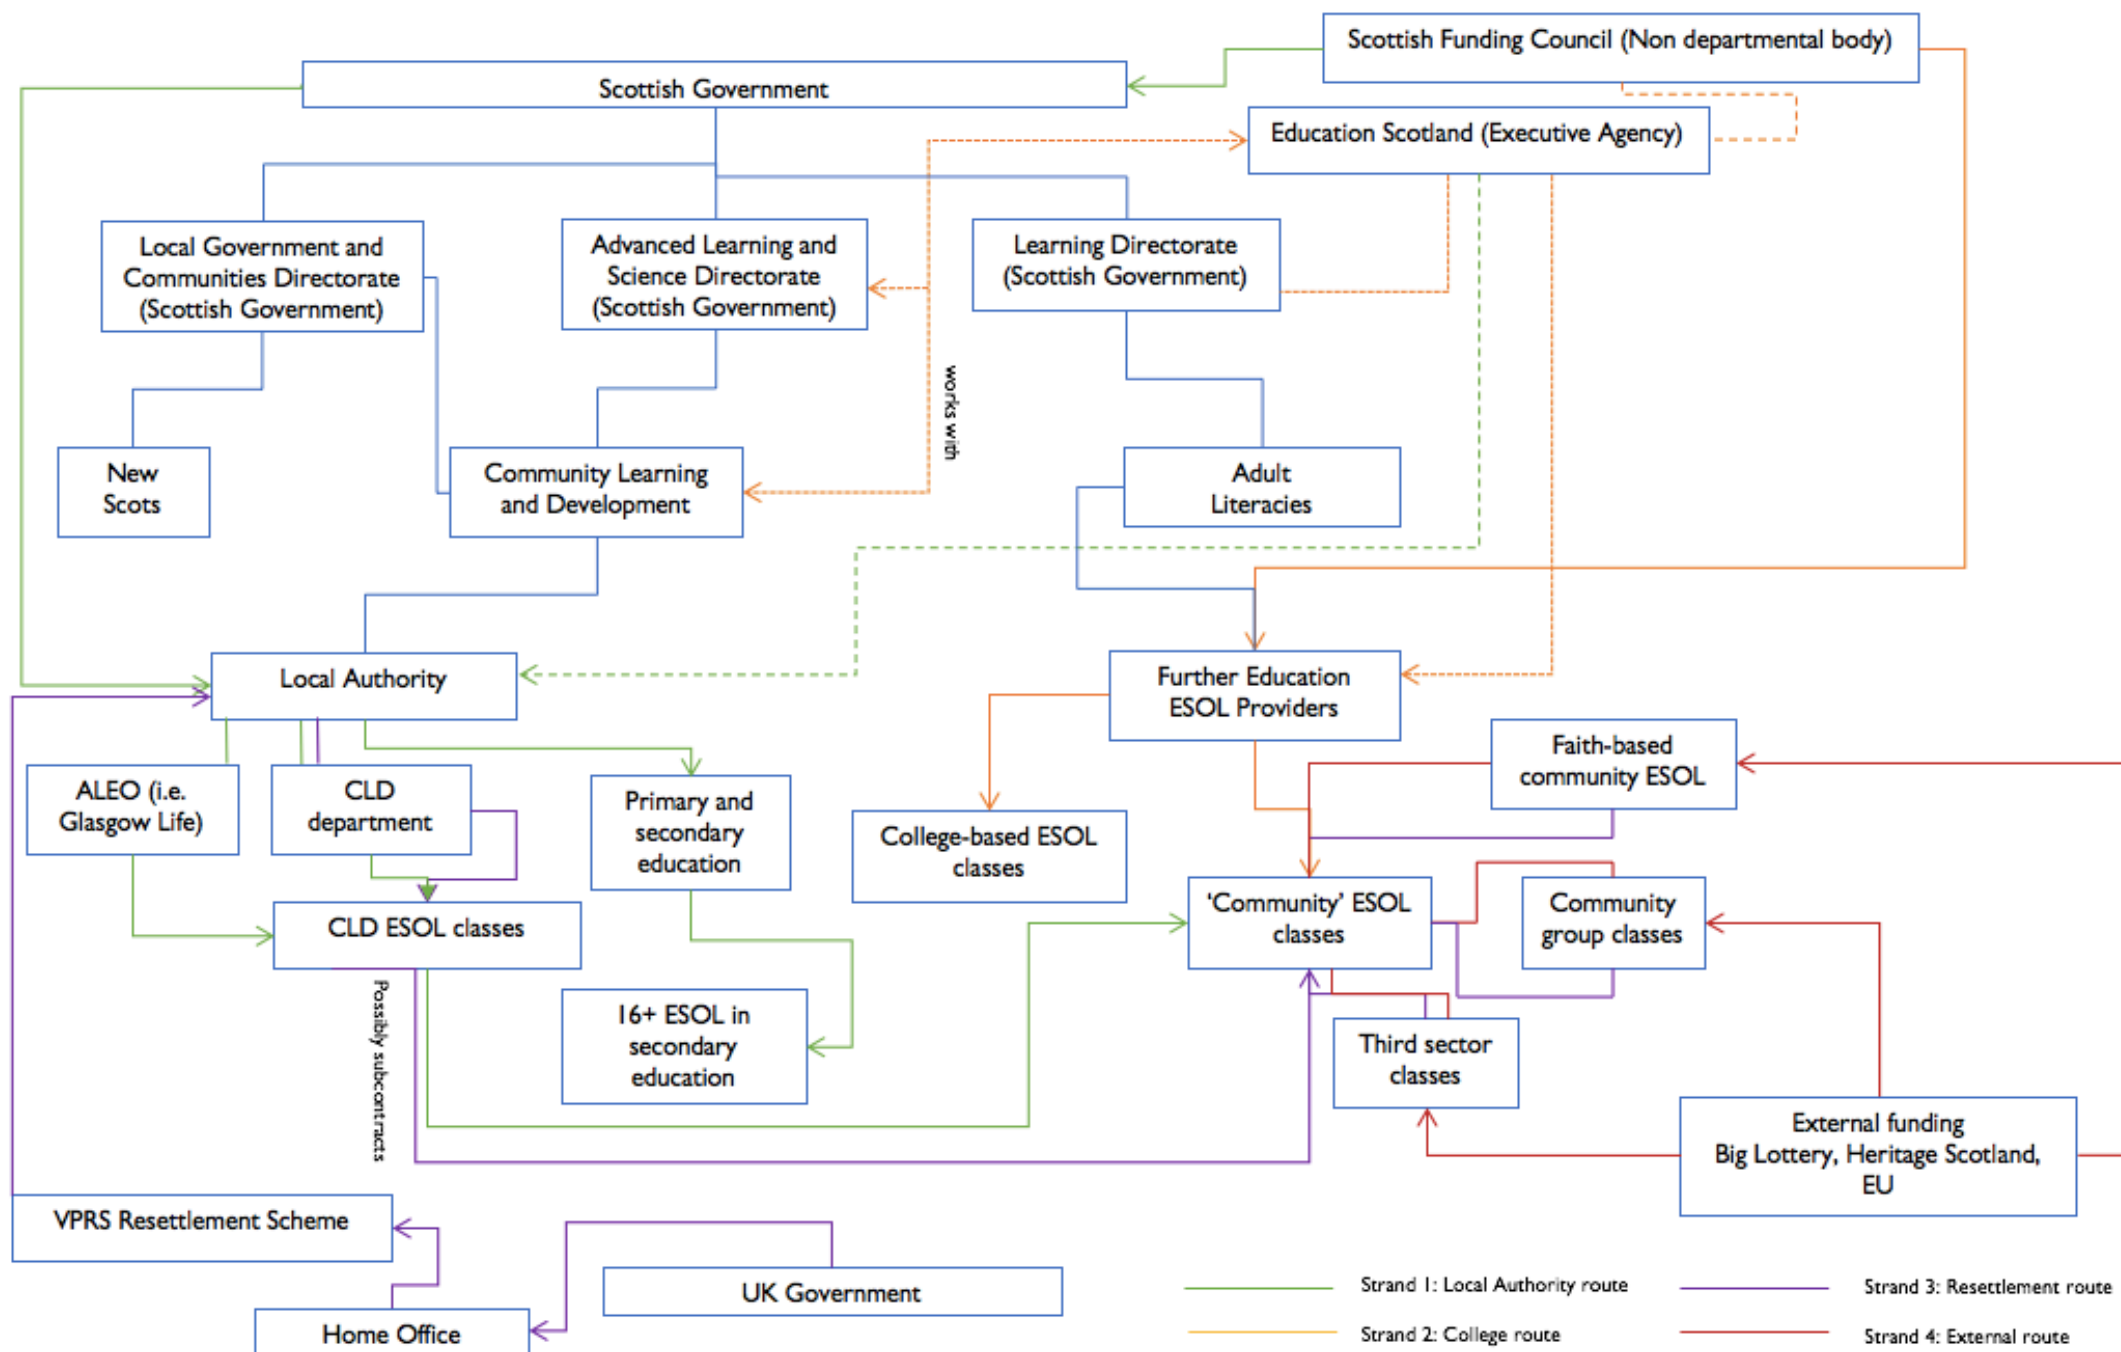 Scottish Funding Council (Non departmental body)
Scottish Government
Education Scotland (Executive Agency)
Local Government and
Communities Directorate
(Scottish Government)
Advanced Learning and
Science Directorate
(Scottish Government)
Learning Directorate
(Scottish Government)
works with
New
Scots
Community Learning
and Development
Adult
Literacies
Local Authority
Further Education
ESOL Providers
Faith-based
community ESOL
ALEO (i.e.
Glasgow Life)
CLD
department
Primary and
secondary
education
College-based ESOL
classes
'Community' ESOL
classes
Community
group classes
CLD ESOL classes
Possibly subcontracts
16+ ESOL in
secondary
education
Third sector
classes
External funding
Big Lottery, Heritage Scotland,
EU
VPRS Resettlement Scheme
UK Government
Home Office
Strand 1: Local Authority route
Strand 3: Resettlement route
Strand 2: College route
Strand 4: External route